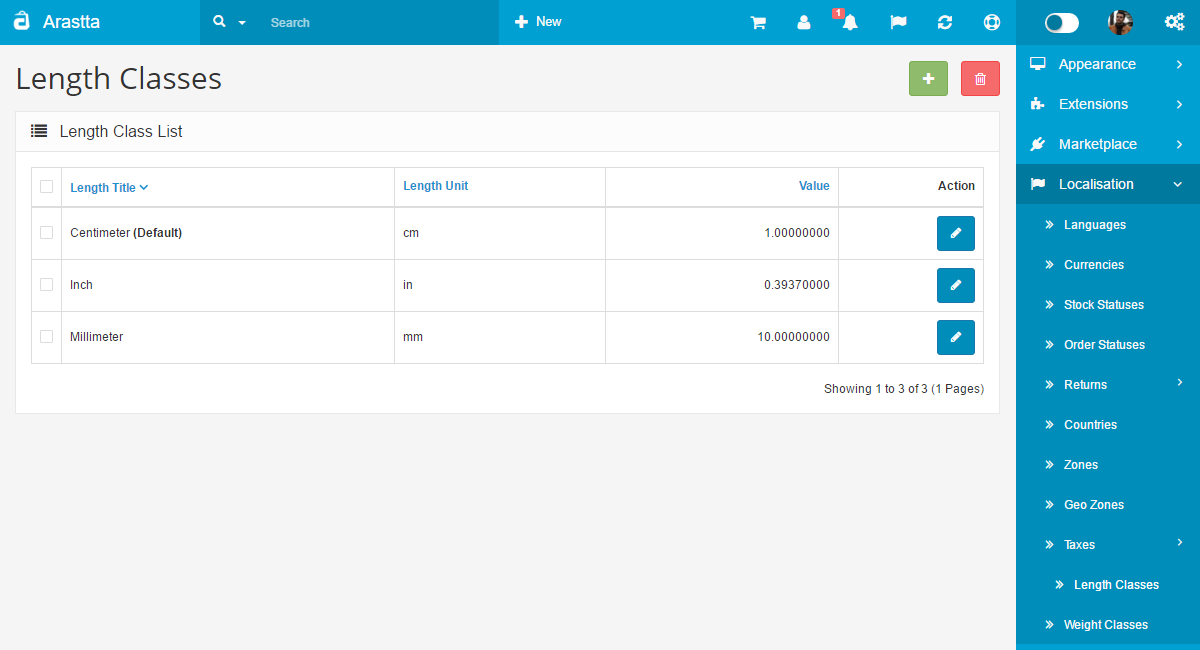 Arastta
Search
New
1
Length Classes
Length Class List
Length Title Length Unit Value Action
Centimeter (Default) cm 1.00000000
Inch in 0.39370000
Millimeter mm 10.00000000
Showing 1 to 3 of 3 (1 Pages)
Appearance
Extensions
Marketplace
Localisation
Languages
Currencies
Stock Statuses
Order Statuses
Returns
Countries
Zones
Geo Zones
Taxes
Length Classes
Weight Classes